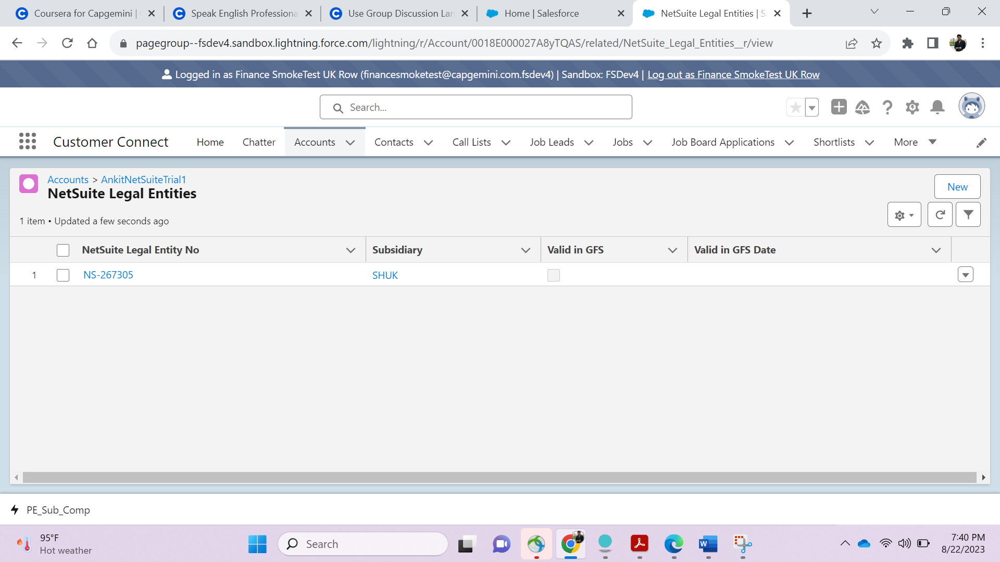 Coursera for Capgemini |
Speak English Professiona
Use Group Discussion Lan
Home | Salesforce
NetSuite Legal Entities | S
pagegroup--fsdev4.sandbox.lightning.force.com/lightning/r/Account/0018E000027A8yTQAS/related/NetSuite_Legal_Entities__r/view
Logged in as Finance SmokeTest UK Row (financesmoketest@capgemini.com.fsdev4) | Sandbox: FSDev4 | Log out as Finance SmokeTest UK Row
Search...
Customer Connect Home Chatter Accounts Contacts Call Lists Job Leads Jobs Job Board Applications Shortlists More
Accounts > AnkitNetSuiteTrial1
NetSuite Legal Entities
New
1 item • Updated a few seconds ago
NetSuite Legal Entity No Subsidiary Valid in GFS Valid in GFS Date
1 NS-267305 SHUK
PE_Sub_Comp
95°F
Hot weather
Search
7:40 PM
8/22/2023